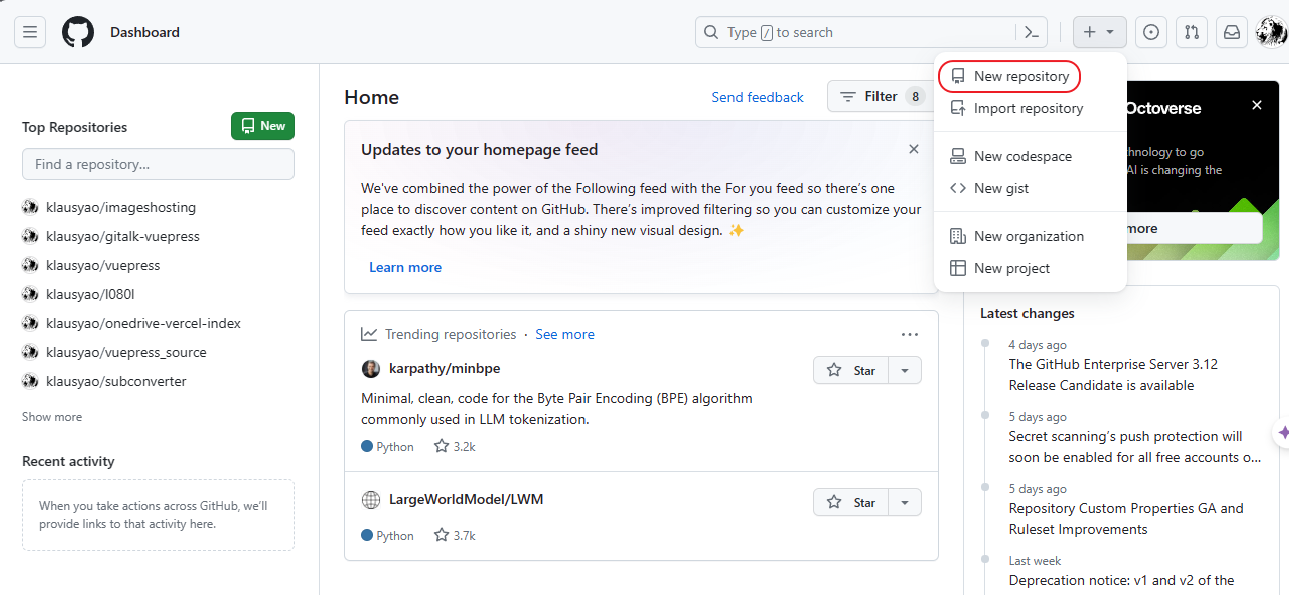 Dashboard
Type / to search
Top Repositories
New
Find a repository...
klausyao/imageshosting
klausyao/gitalk-vuepress
klausyao/vuepress
klausyao/l080l
klausyao/onedrive-vercel-index
klausyao/vuepress_source
klausyao/subconverter
Show more
Recent activity
When you take actions across GitHub, we'll
provide links to that activity here.
Home
Send feedback
Filter 8
Updates to your homepage feed
We've combined the power of the Following feed with the For you feed so there's one
place to discover content on GitHub. There's improved filtering so you can customize your
feed exactly how you like it, and a shiny new visual design. ✨
Learn more
Trending repositories · See more
karpathy/minbpe
Star
Minimal, clean, code for the Byte Pair Encoding (BPE) algorithm
commonly used in LLM tokenization.
Python 3.2k
LargeWorldModel/LWM
Star
Python 3.7k
New repository
Import repository
New codespace
New gist
New organization
New project
Octoverse
hnology to go
AI is changing the
more
Latest changes
4 days ago
The GitHub Enterprise Server 3.12
Release Candidate is available
5 days ago
Secret scanning's push protection will
soon be enabled for all free accounts o...
5 days ago
Repository Custom Properties GA and
Ruleset Improvements
Last week
Deprecation notice: v1 and v2 of the